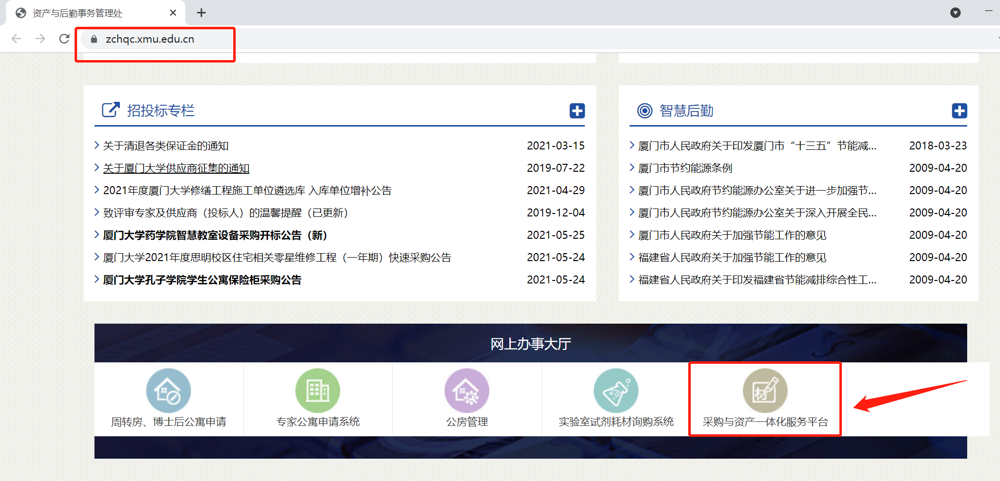 资产与后勤事务管理处
zchqc.xmu.edu.cn
招投标专栏
关于清退各类保证金的通知 2021-03-15
关于厦门大学供应商征集的通知 2019-07-22
2021年度厦门大学修缮工程施工单位遴选库 入库单位增补公告 2021-04-29
致评审专家及供应商（投标人）的温馨提醒（已更新） 2019-12-04
厦门大学药学院智慧教室设备采购开标公告（新） 2021-05-25
厦门大学2021年度思明校区住宅相关零星维修工程（一年期）快速采购公告 2021-05-24
厦门大学孔子学院学生公寓保险柜采购公告 2021-05-24
智慧后勤
厦门市人民政府关于印发厦门市“十三五”节能减... 2018-03-23
厦门市节约能源条例 2009-04-20
厦门市人民政府节约能源办公室关于进一步加强节... 2009-04-20
厦门市人民政府节约能源办公室关于深入开展全民... 2009-04-20
厦门市人民政府关于加强节能工作的意见 2009-04-20
福建省人民政府关于加强节能工作的意见 2009-04-20
福建省人民政府关于印发福建省节能减排综合性工... 2009-04-20
网上办事大厅
材
周转房、博士后公寓申请
专家公寓申请系统
公房管理
实验室试剂耗材询购系统
采购与资产一体化服务平台